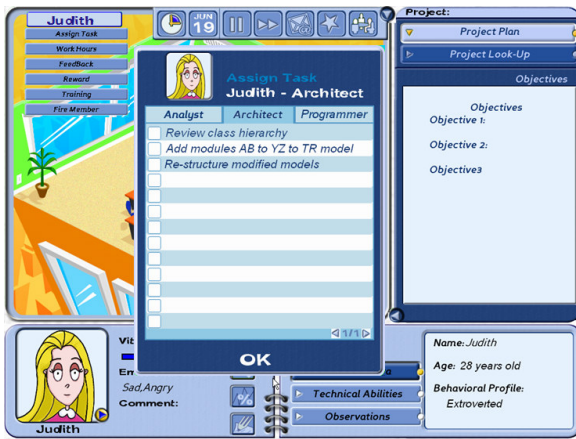 Judith
Assign Task
Work Hours
FeedBack
Reward
Training
Fire Member
JUN
19
Project:
Project Plan
Project Look-Up
Objectives
Objectives
Objective 1:
Objective 2:
Objective3
Assign Task
Judith - Architect
Analyst
Architect
Programmer
Review class hierarchy
Add modules AB to YZ to TR model
Re-structure modified models
1/1
OK
Sad,Angry
Comment:
Judith
Technical Abilities
Observations
Name:Judith
Age: 28 years old
Behavioral Profile:
Extroverted